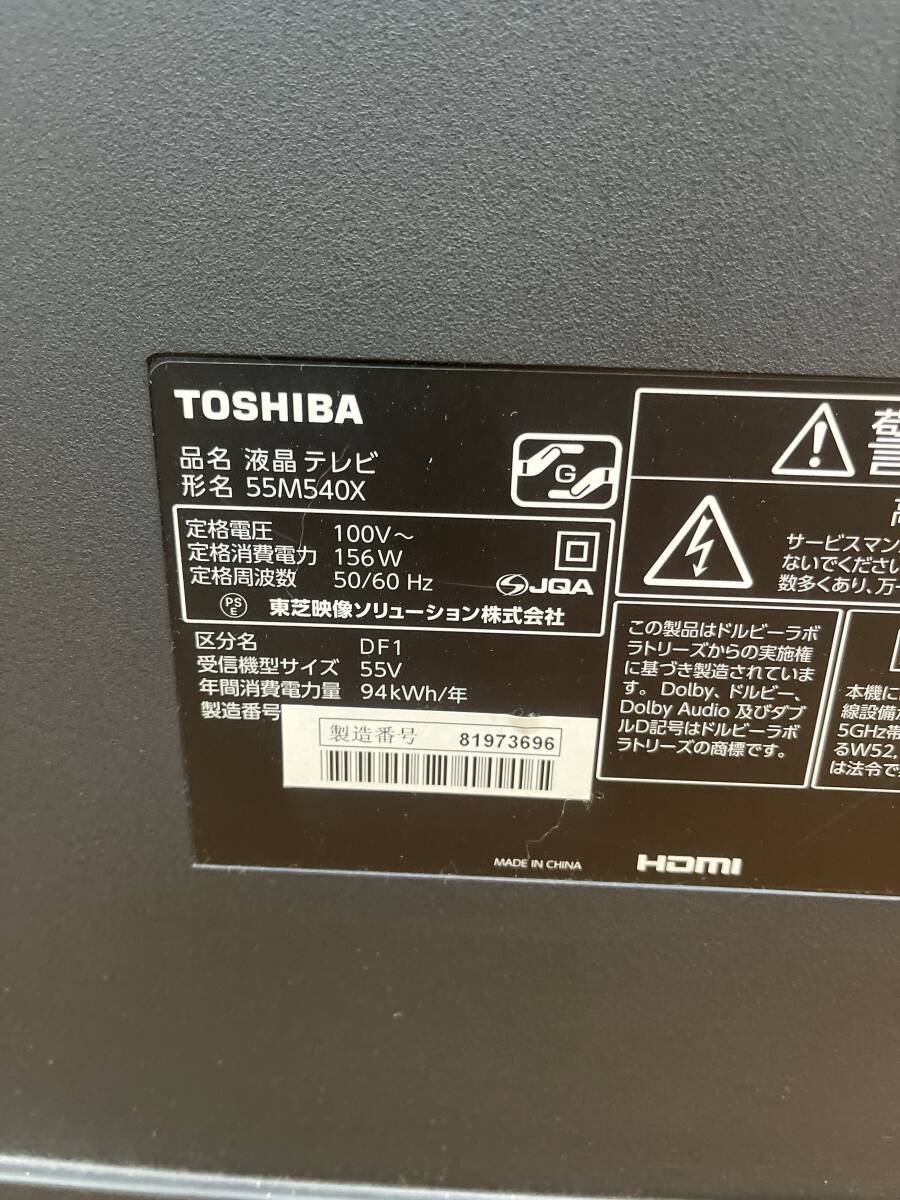 TOSHIBA
品名 液晶 テレビ
形名 55M540X
G
定格電圧 100V～
定格消費電力 156W
定格周波数 50/60 Hz
JQA
PS
E
東芝映像ソリューション株式会社
区分名 DF1
受信機型サイズ 55V
年間消費電力量 94kWh/年
製造番号
製造番号 81973696
MADE IN CHINA
HDMI
サービスマン
ないでくださ
数多くあり、万一
この製品はドルビーラボ
ラトリーズからの実施権
に基づき製造されていま
す。 Dolby、ドルビー、
Dolby Audio 及びダブ
ルD記号はドルビーラボ
ラトリーズの商標です。
本機に
線設備
5GHz帯
るW52,
は法令で